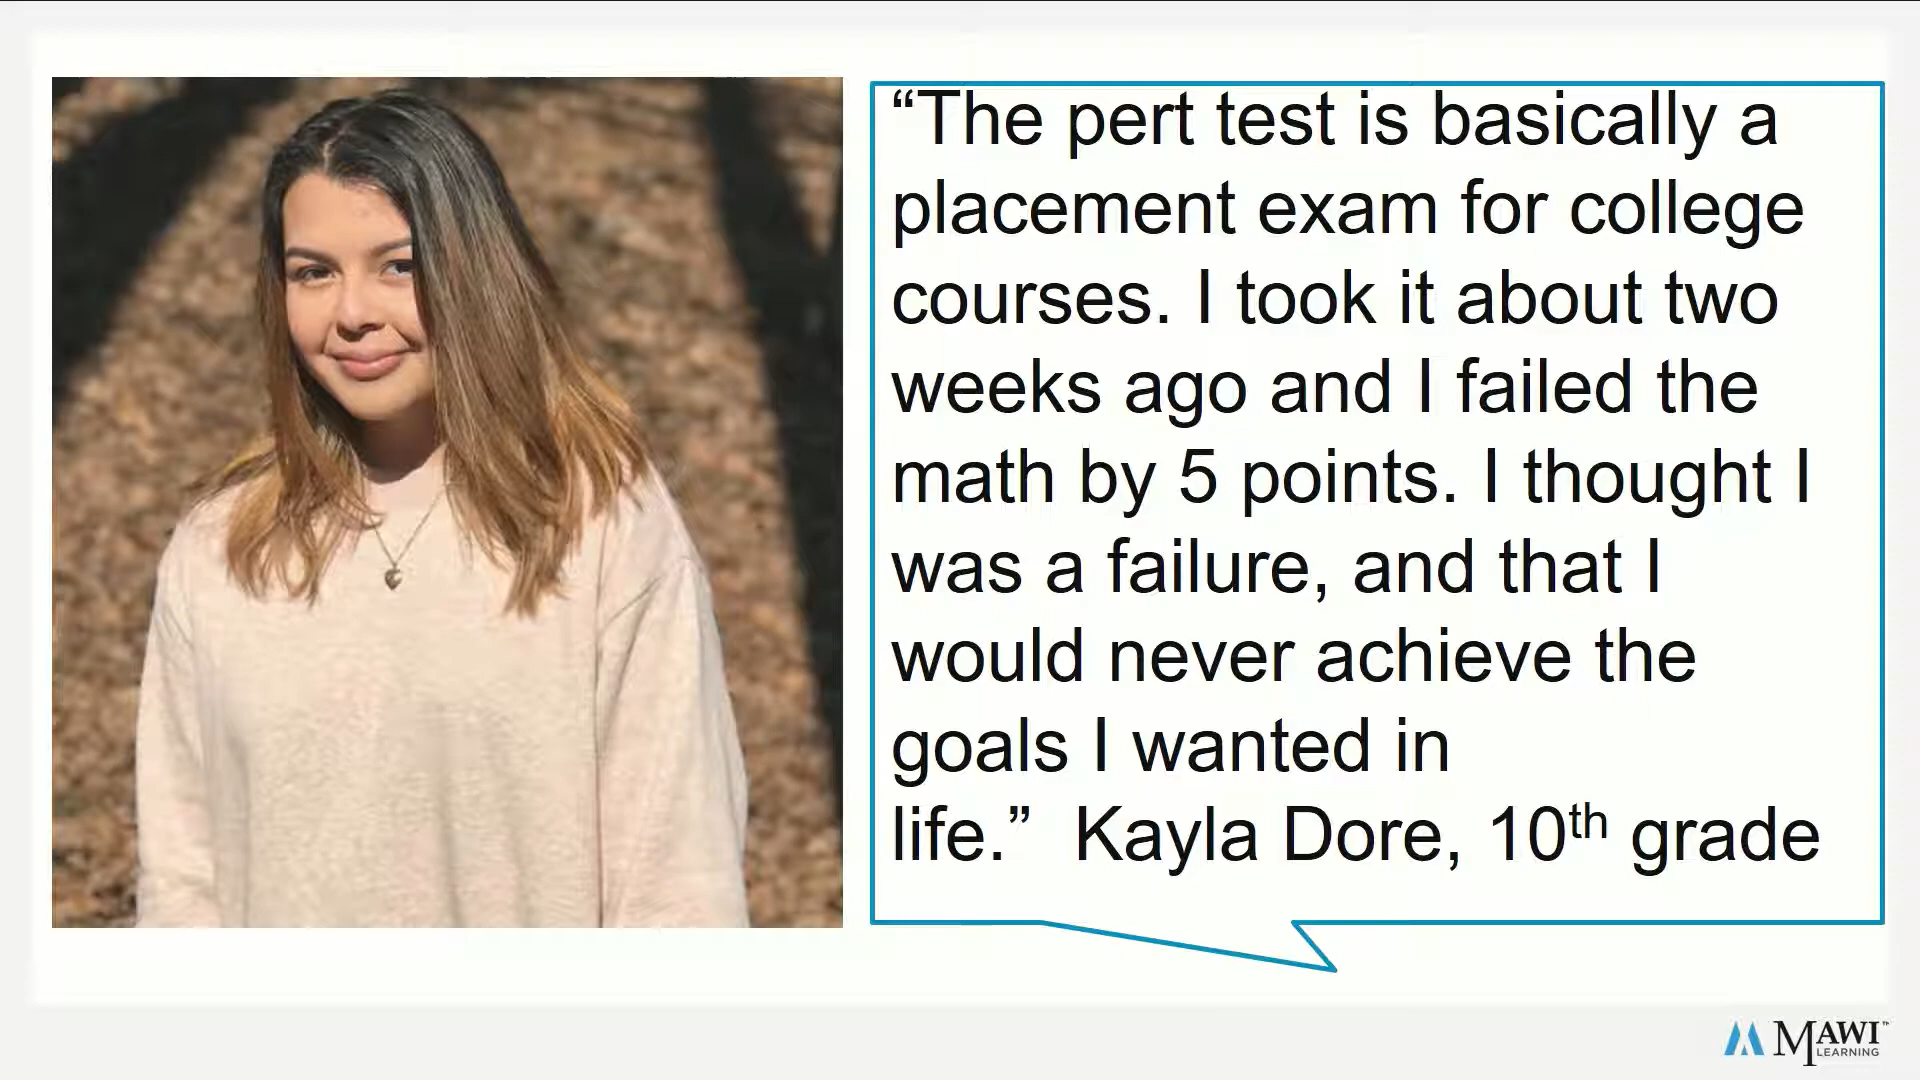 “The pert test is basically a
placement exam for college
courses. I took it about two
weeks ago and I failed the
math by 5 points. I thought I
was a failure, and that I
would never achieve the
goals I wanted in
life.”  Kayla Dore, 10th grade
MAWI™
LEARNING